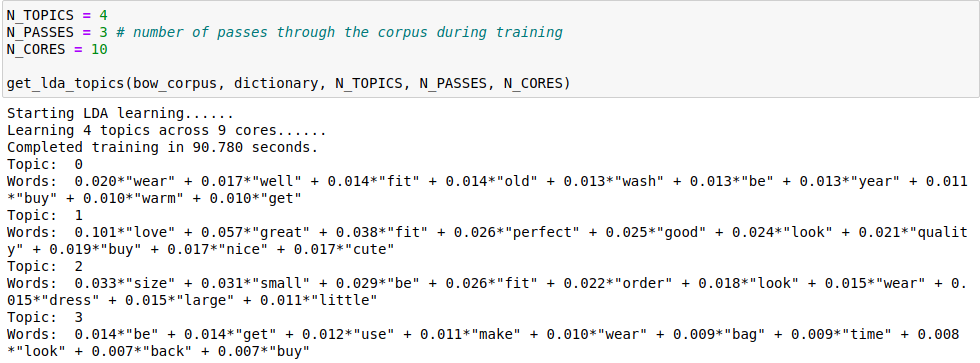 N_TOPICS = 4
N_PASSES = 3 # number of passes through the corpus during training
N_CORES = 10
get_lda_topics(bow_corpus, dictionary, N_TOPICS, N_PASSES, N_CORES)
Starting LDA learning......
Learning 4 topics across 9 cores......
Completed training in 90.780 seconds.
Topic:  0
Words:  0.020*"wear" + 0.017*"well" + 0.014*"fit" + 0.014*"old" + 0.013*"wash" + 0.013*"be" + 0.013*"year" + 0.011
*"buy" + 0.010*"warm" + 0.010*"get"
Topic:  1
Words:  0.101*"love" + 0.057*"great" + 0.038*"fit" + 0.026*"perfect" + 0.025*"good" + 0.024*"look" + 0.021*"qualit
y" + 0.019*"buy" + 0.017*"nice" + 0.017*"cute"
Topic:  2
Words:  0.033*"size" + 0.031*"small" + 0.029*"be" + 0.026*"fit" + 0.022*"order" + 0.018*"look" + 0.015*"wear" + 0.
015*"dress" + 0.015*"large" + 0.011*"little"
Topic:  3
Words:  0.014*"be" + 0.014*"get" + 0.012*"use" + 0.011*"make" + 0.010*"wear" + 0.009*"bag" + 0.009*"time" + 0.008
*"look" + 0.007*"back" + 0.007*"buy"